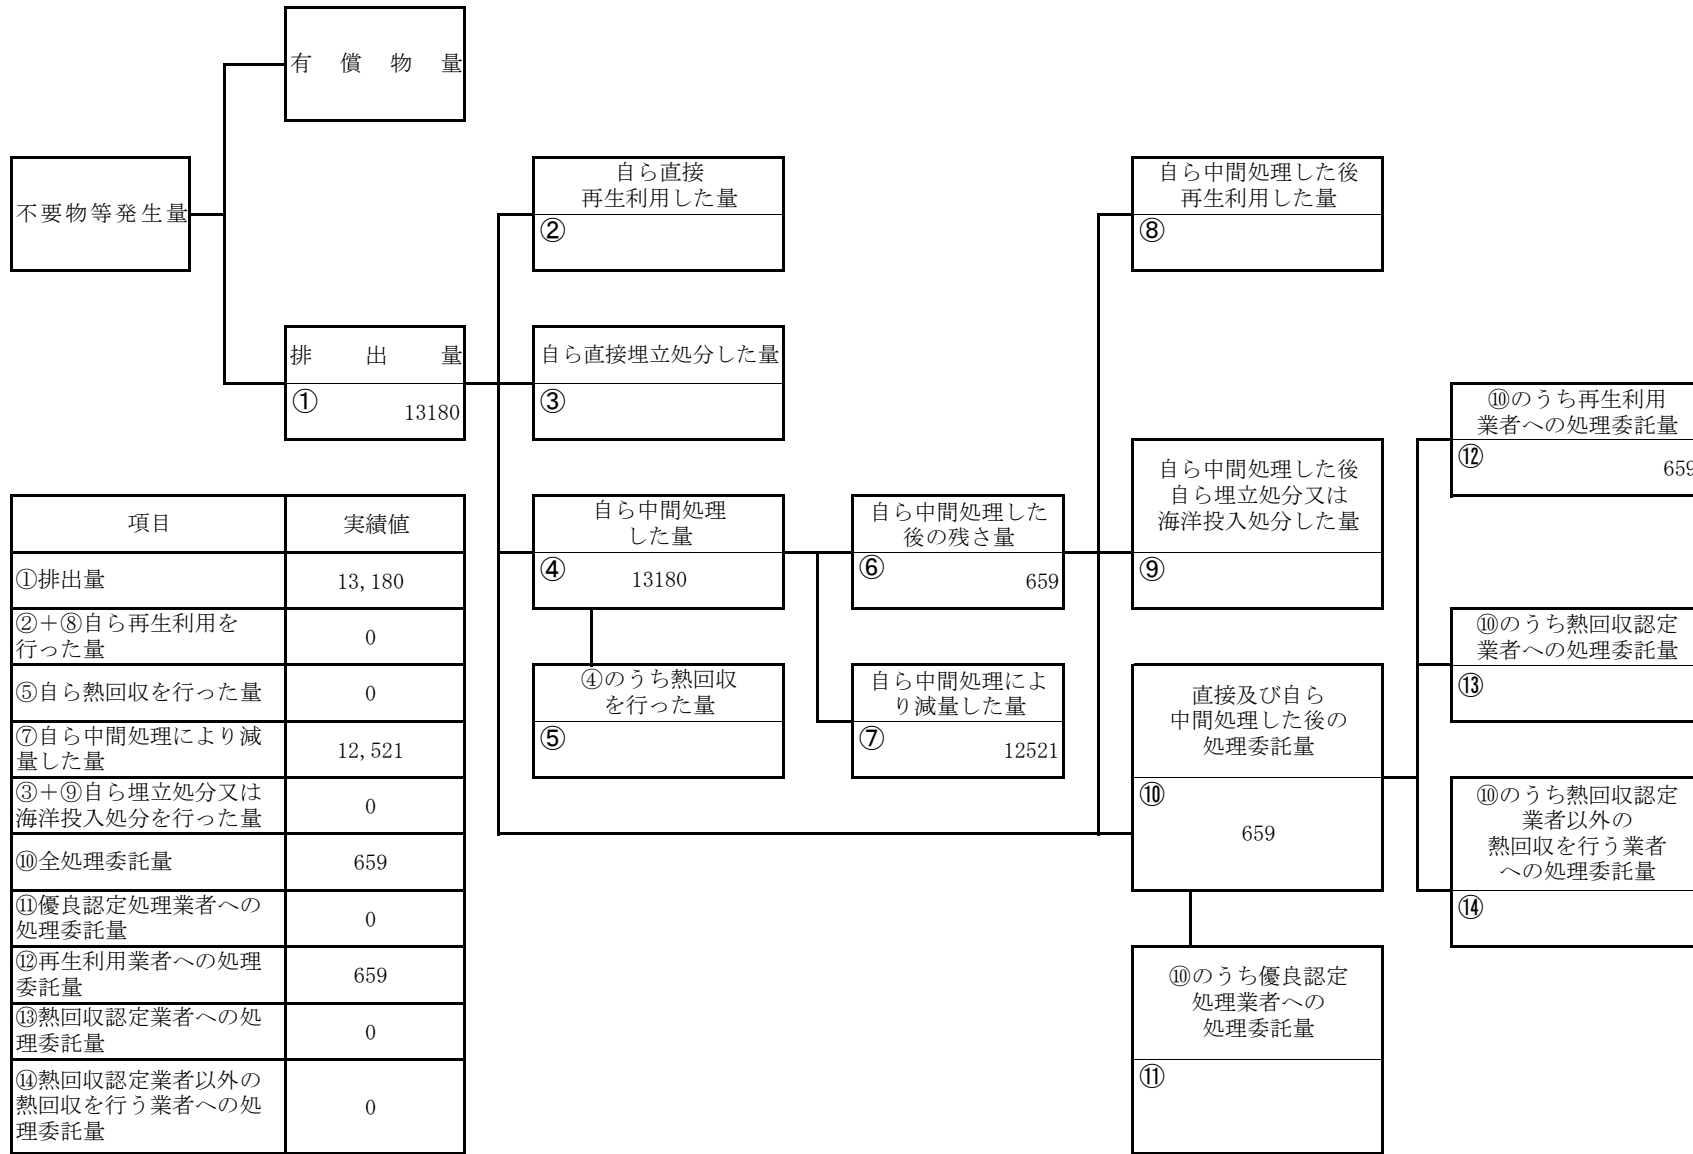 有償物量
不要物等発生量
自ら直接
再生利用した量
②
自ら中間処理した後
再生利用した量
⑧
排出量
①
13180
自ら直接埋立処分した量
③
⑩のうち再生利用
業者への処理委託量
⑫
659
自ら中間処理
した量
④
13180
自ら中間処理した
後の残さ量
⑥
659
自ら中間処理した後
自ら埋立処分又は
海洋投入処分した量
⑨
⑩のうち熱回収認定
業者への処理委託量
⑬
④のうち熱回収
を行った量
⑤
自ら中間処理によ
り減量した量
⑦
12521
直接及び自ら
中間処理した後の
処理委託量
⑩
659
⑩のうち熱回収認定
業者以外の
熱回収を行う業者
への処理委託量
⑭
⑩のうち優良認定
処理業者への
処理委託量
⑪
項目 実績値
①排出量 13,180
②+⑧自ら再生利用を
行った量 0
⑤自ら熱回収を行った量 0
⑦自ら中間処理により減
量した量 12,521
③+⑨自ら埋立処分又は
海洋投入処分を行った量 0
⑩全処理委託量 659
⑪優良認定処理業者への
処理委託量 0
⑫再生利用業者への処理
委託量 659
⑬熱回収認定業者への処
理委託量 0
⑭熱回収認定業者以外の
熱回収を行う業者への処
理委託量 0